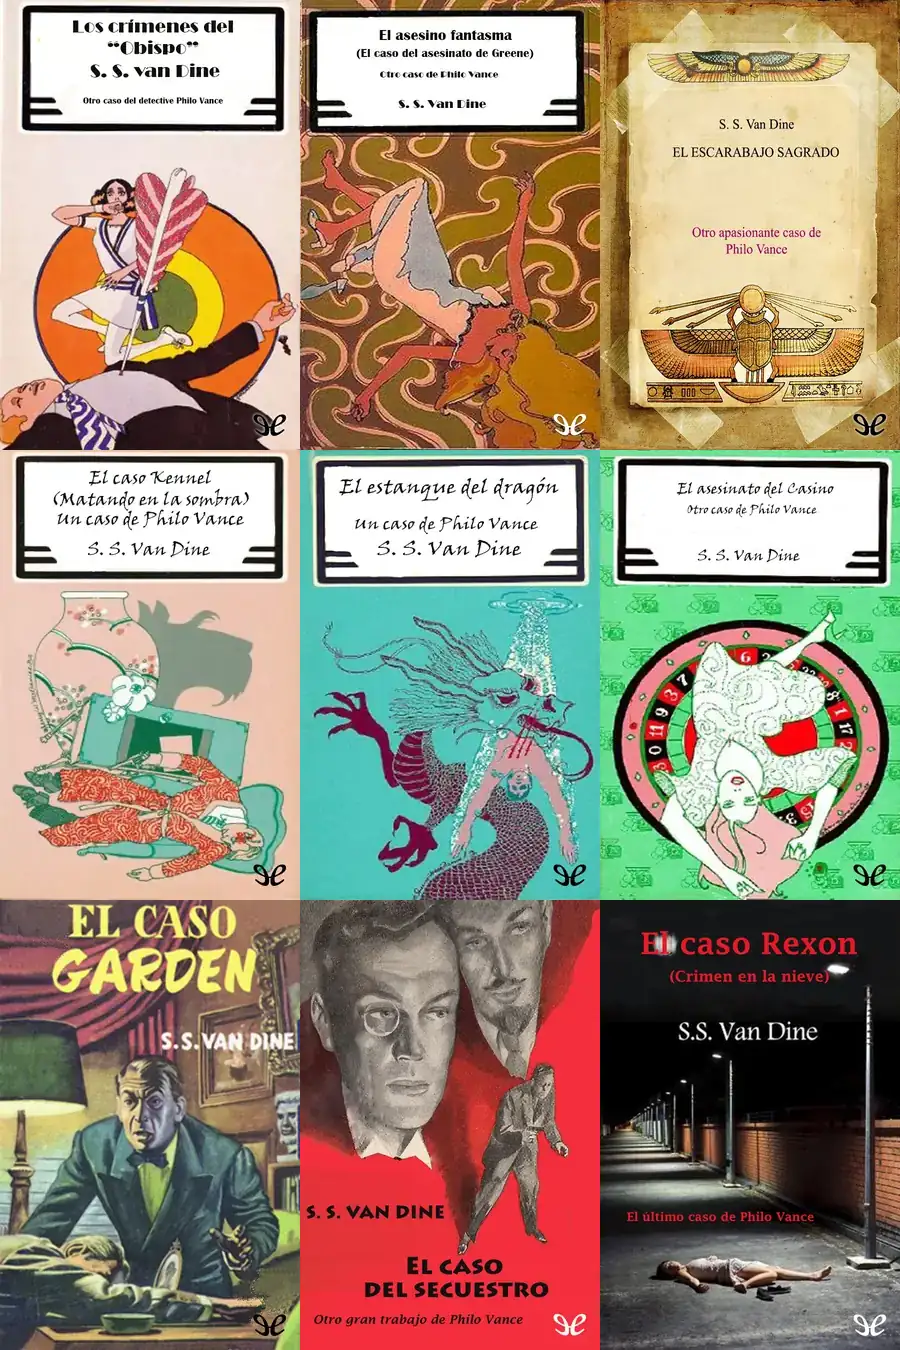 Los crímenes del
“Obispo”
S. S. van Dine
Otro caso del detective Philo Vance
El asesino fantasma
(El caso del asesinato de Greene)
Otro caso de Philo Vance
S. S. Van Dine
S. S. Van Dine
EL ESCARABAJO SAGRADO
Otro apasionante caso de
Philo Vance
El caso Kennel
(Matando en la sombra)
Un caso de Philo Vance
S. S. Van Dine
El estanque del dragón
Un caso de Philo Vance
S. S. Van Dine
El asesinato del Casino
Otro caso de Philo Vance
S. S. Van Dine
EL CASO
GARDEN
S.S. VAN DINE
S. S. VAN DINE
EL CASO
DEL SECUESTRO
Otro gran trabajo de Philo Vance
El caso Rexon
(Crimen en la nieve)
S.S. Van Dine
El último caso de Philo Vance